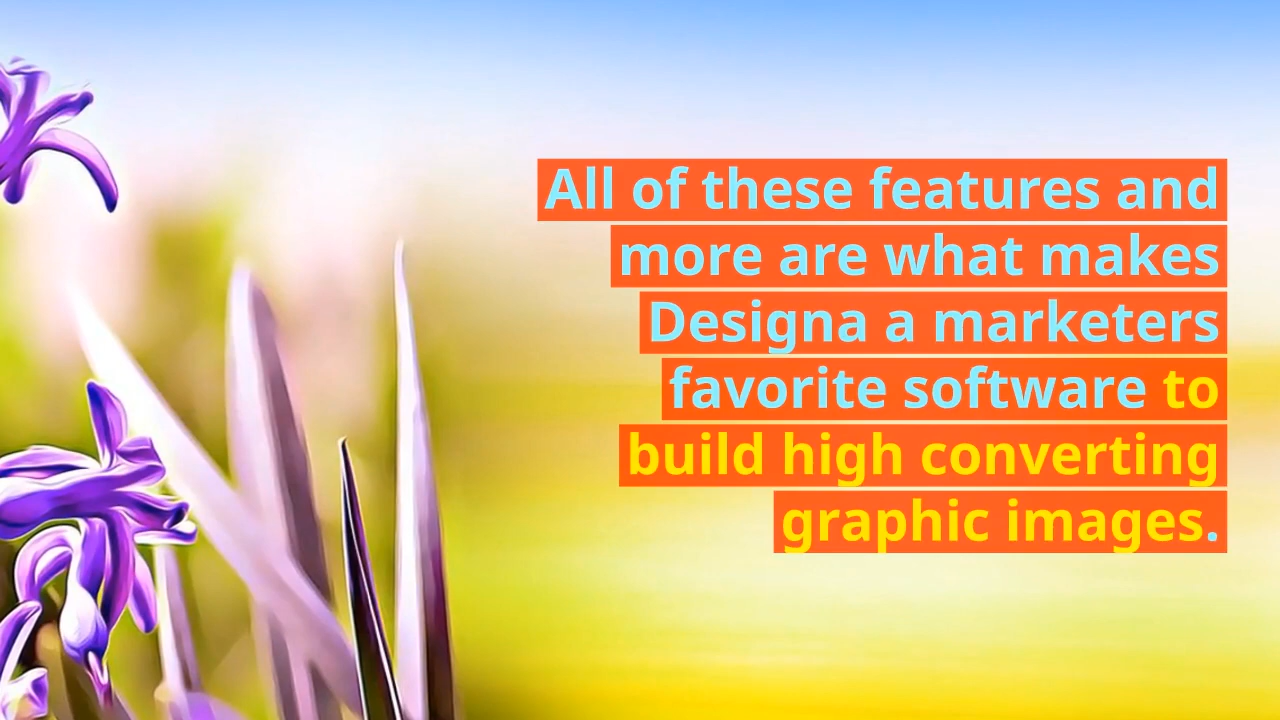 All of these features and
more are what makes
Designa a marketers
favorite software to
build high converting
graphic images.